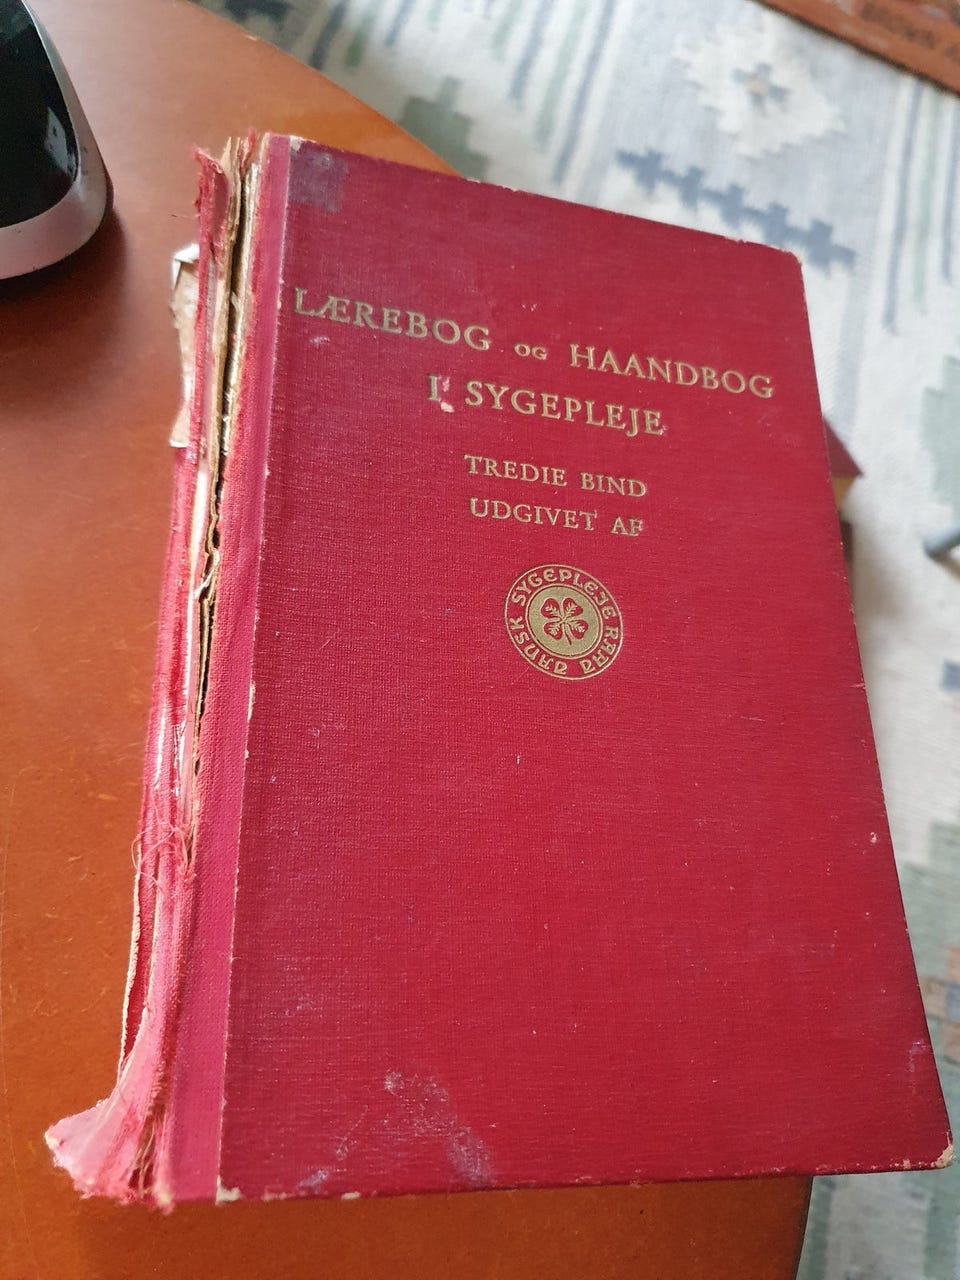 LÆREBOG OG HAANDBOG
I SYGEPLEJE
TREDIE BIND
UDGIVET AF
DANSK SYGEPLEJE RAAD